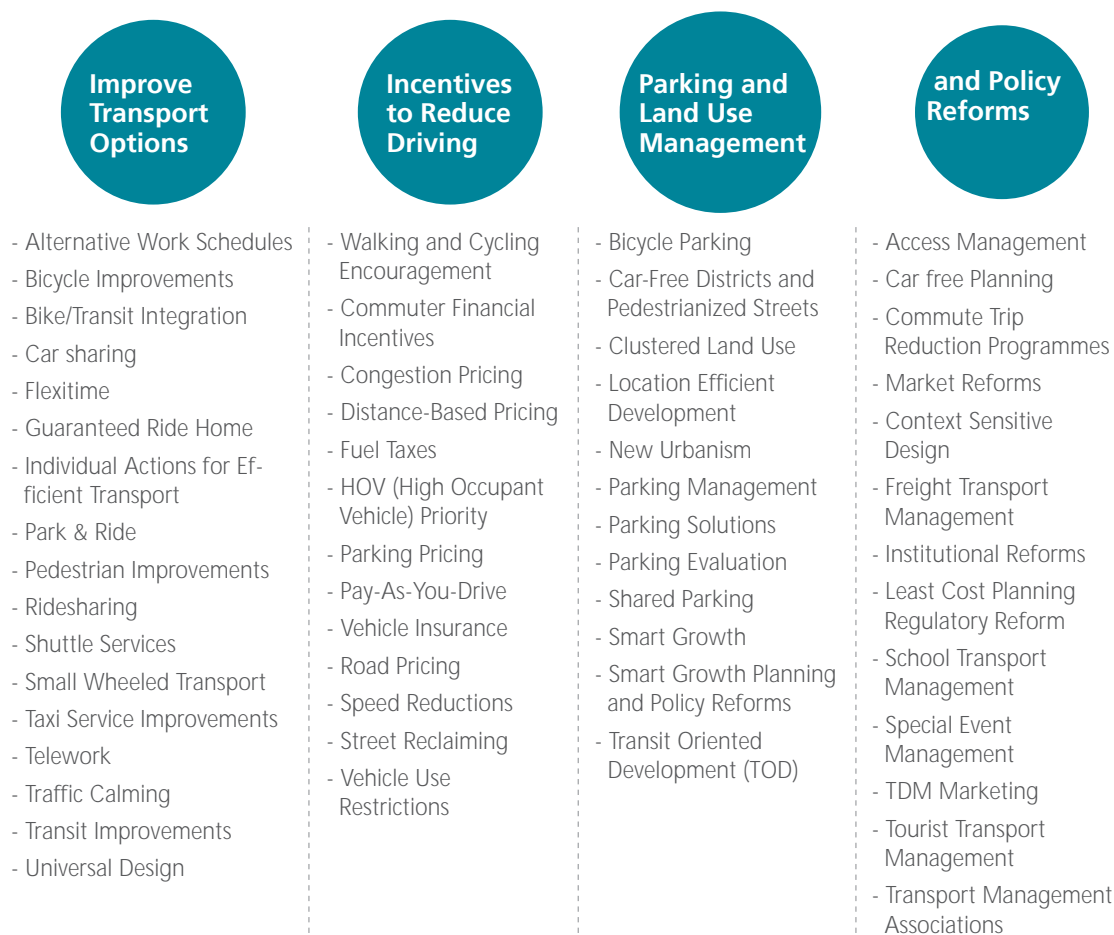 Improve
Transport
Options
- Alternative Work Schedules
- Bicycle Improvements
- Bike/Transit Integration
- Car sharing
- Flexitime
- Guaranteed Ride Home
- Individual Actions for Ef-
ficient Transport
- Park & Ride
- Pedestrian Improvements
- Ridesharing
- Shuttle Services
- Small Wheeled Transport
- Taxi Service Improvements
- Telework
- Traffic Calming
- Transit Improvements
- Universal Design
Incentives
to Reduce
Driving
- Walking and Cycling
Encouragement
- Commuter Financial
Incentives
- Congestion Pricing
- Distance-Based Pricing
- Fuel Taxes
- HOV (High Occupant
Vehicle) Priority
- Parking Pricing
- Pay-As-You-Drive
- Vehicle Insurance
- Road Pricing
- Speed Reductions
- Street Reclaiming
- Vehicle Use
Restrictions
Parking and
Land Use
Management
- Bicycle Parking
- Car-Free Districts and
Pedestrianized Streets
- Clustered Land Use
- Location Efficient
Development
- New Urbanism
- Parking Management
- Parking Solutions
- Parking Evaluation
- Shared Parking
- Smart Growth
- Smart Growth Planning
and Policy Reforms
- Transit Oriented
Development (TOD)
and Policy
Reforms
- Access Management
- Car free Planning
- Commute Trip
Reduction Programmes
- Market Reforms
- Context Sensitive
Design
- Freight Transport
Management
- Institutional Reforms
- Least Cost Planning
Regulatory Reform
- School Transport
Management
- Special Event
Management
- TDM Marketing
- Tourist Transport
Management
- Transport Management
Associations